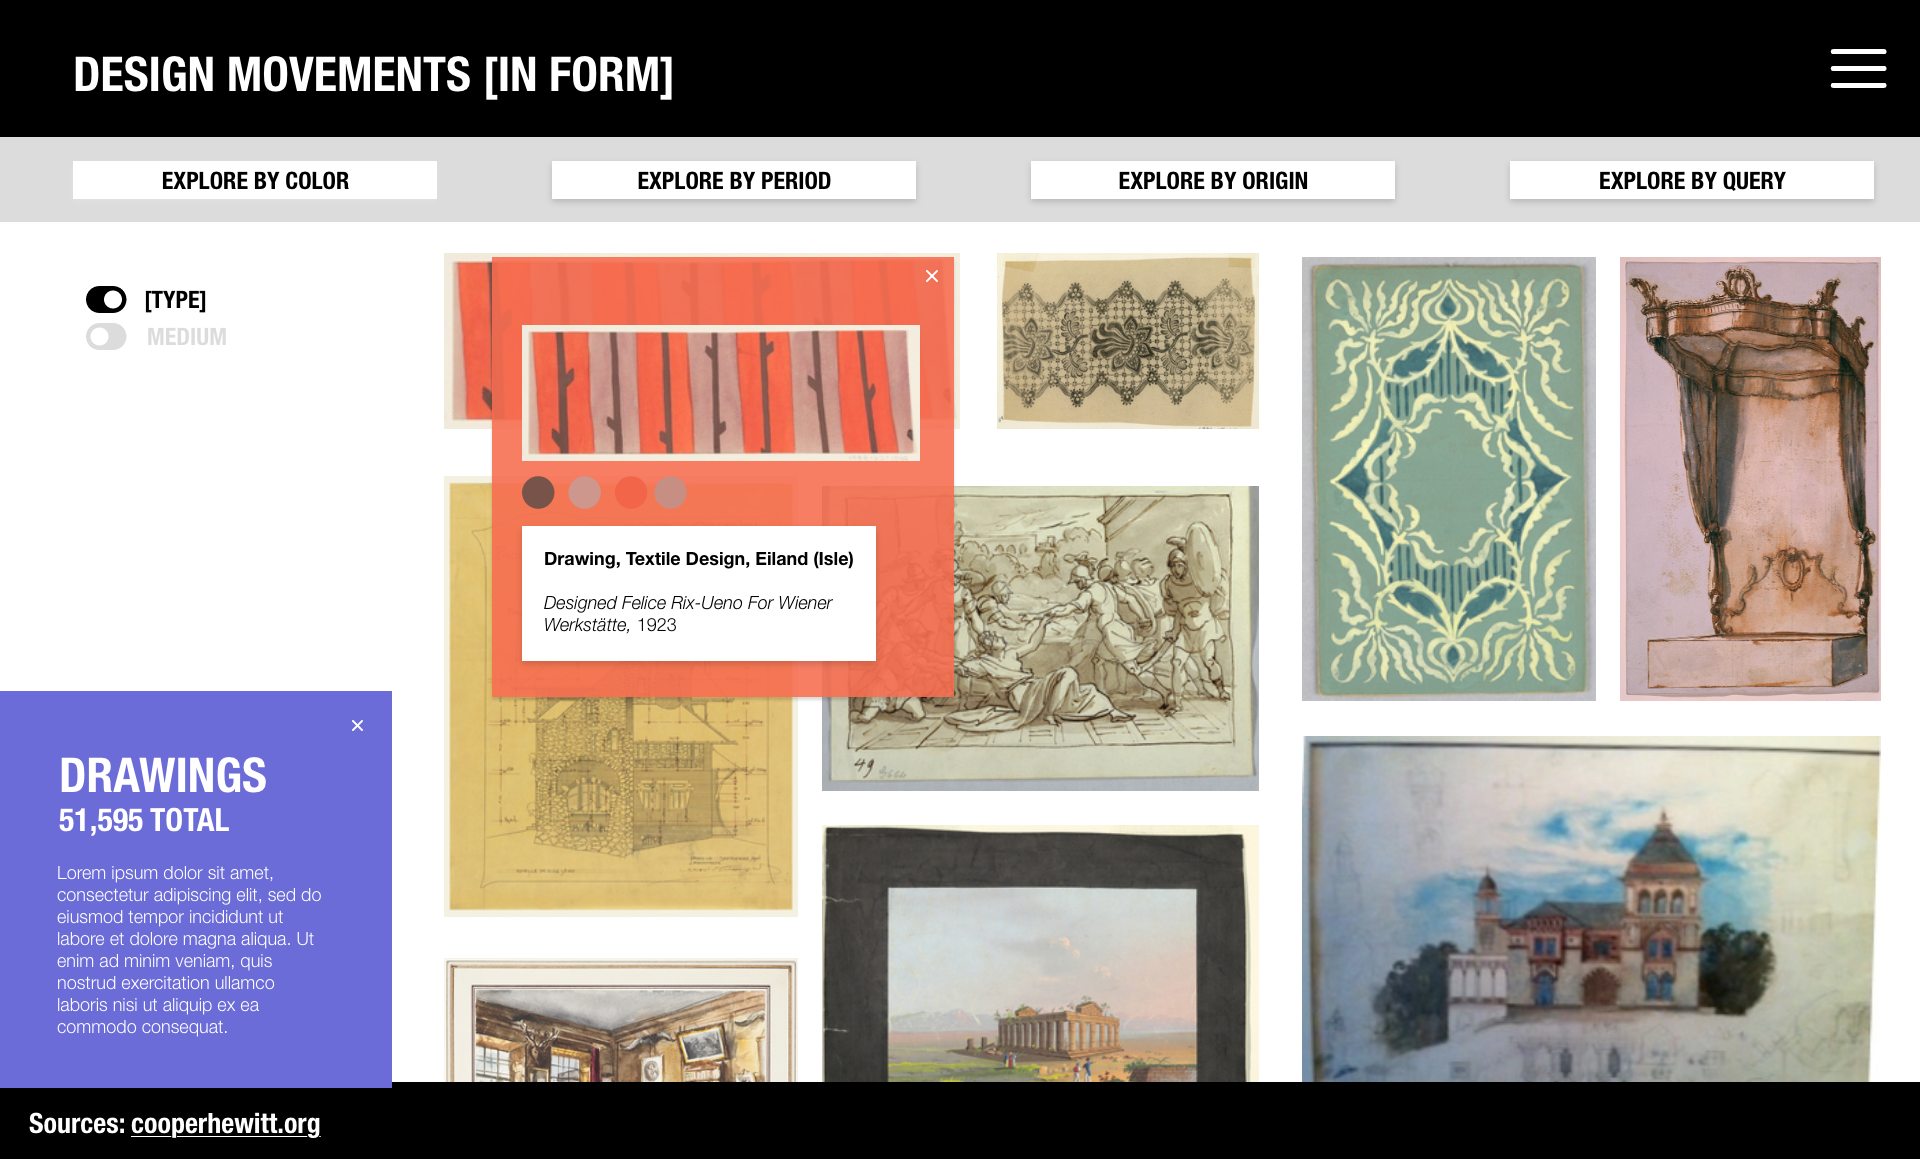 DESIGN MOVEMENTS [IN FORM]
EXPLORE BY COLOR
EXPLORE BY PERIOD
EXPLORE BY ORIGIN
EXPLORE BY QUERY
[TYPE]
MEDIUM
Drawing, Textile Design, Eiland (Isle)
Designed Felice Rix-Ueno For Wiener
Werkstätte, 1923
49
DRAWINGS
51,595 TOTAL
Lorem ipsum dolor sit amet,
consectetur adipiscing elit, sed do
eiusmod tempor incididunt ut
labore et dolore magna aliqua. Ut
enim ad minim veniam, quis
nostrud exercitation ullamco
laboris nisi ut aliquip ex ea
commodo consequat.
Sources: cooperhewitt.org